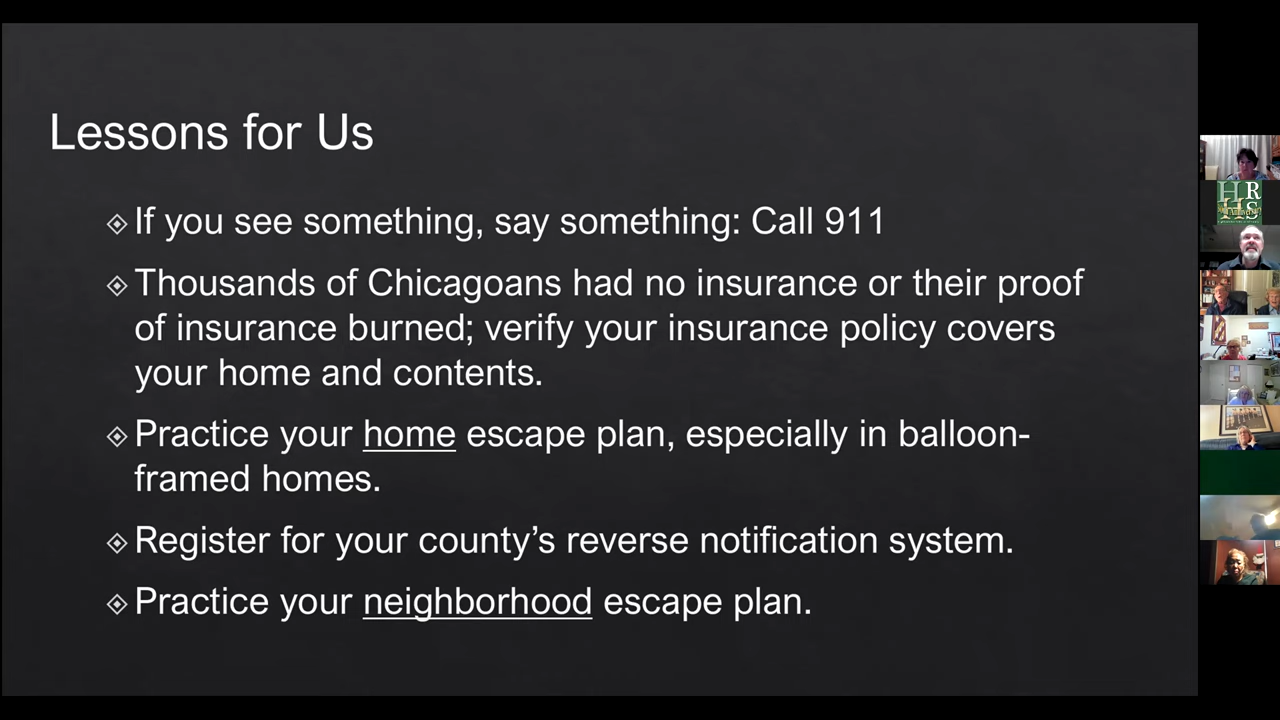 Lessons for Us
If you see something, say something: Call 911
Thousands of Chicagoans had no insurance or their proof
of insurance burned; verify your insurance policy covers
your home and contents.
Practice your home escape plan, especially in balloon-
framed homes.
Register for your county’s reverse notification system.
Practice your neighborhood escape plan.
H R
H S